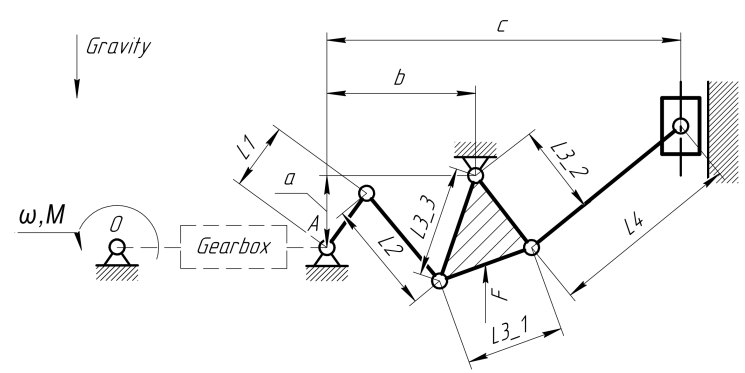 c
Gravity
b
L1
L3_2
a
L3_3
ω, M
O
A
L4
Gearbox
L2
F
L3_1